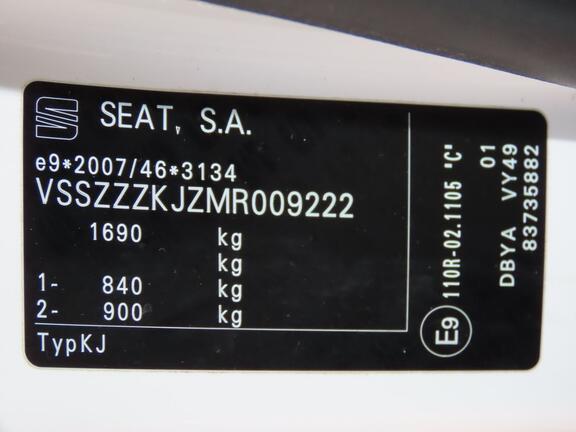 SEAT, S.A.
e9*2007/46*3134
VSSZZZKJZMR009222
1690 kg
kg
1- 840 kg
2- 900 kg
TypKJ
E9 110R-02.1105 "C"
01
DBYA VY49
83735882